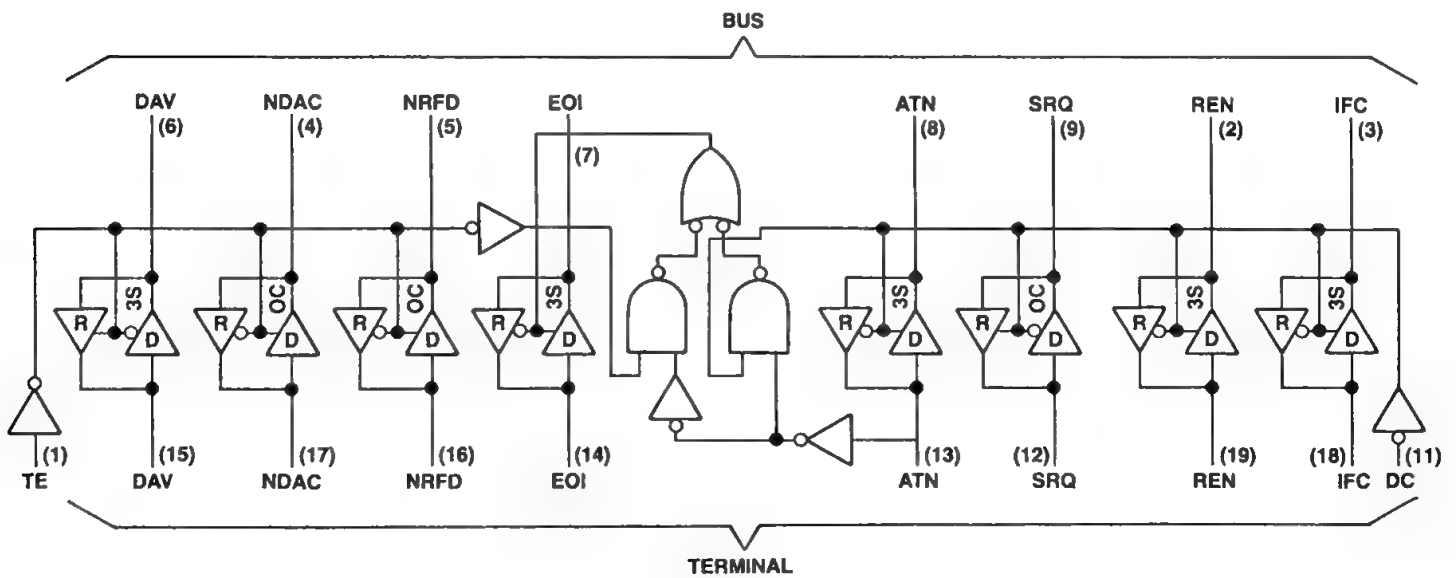 BUS
DAV NDAC NRFD EOI ATN SRQ REN IFC
(6) (4) (5) (7) (8) (9) (2) (3)
3S OC OC 3S 3S OC 3S 3S
R D R D R D R D R D R D R D R D
(1) (15) (17) (16) (14) (13) (12) (19) (18) (11)
TE DAV NDAC NRFD EOI ATN SRQ REN IFC DC
TERMINAL